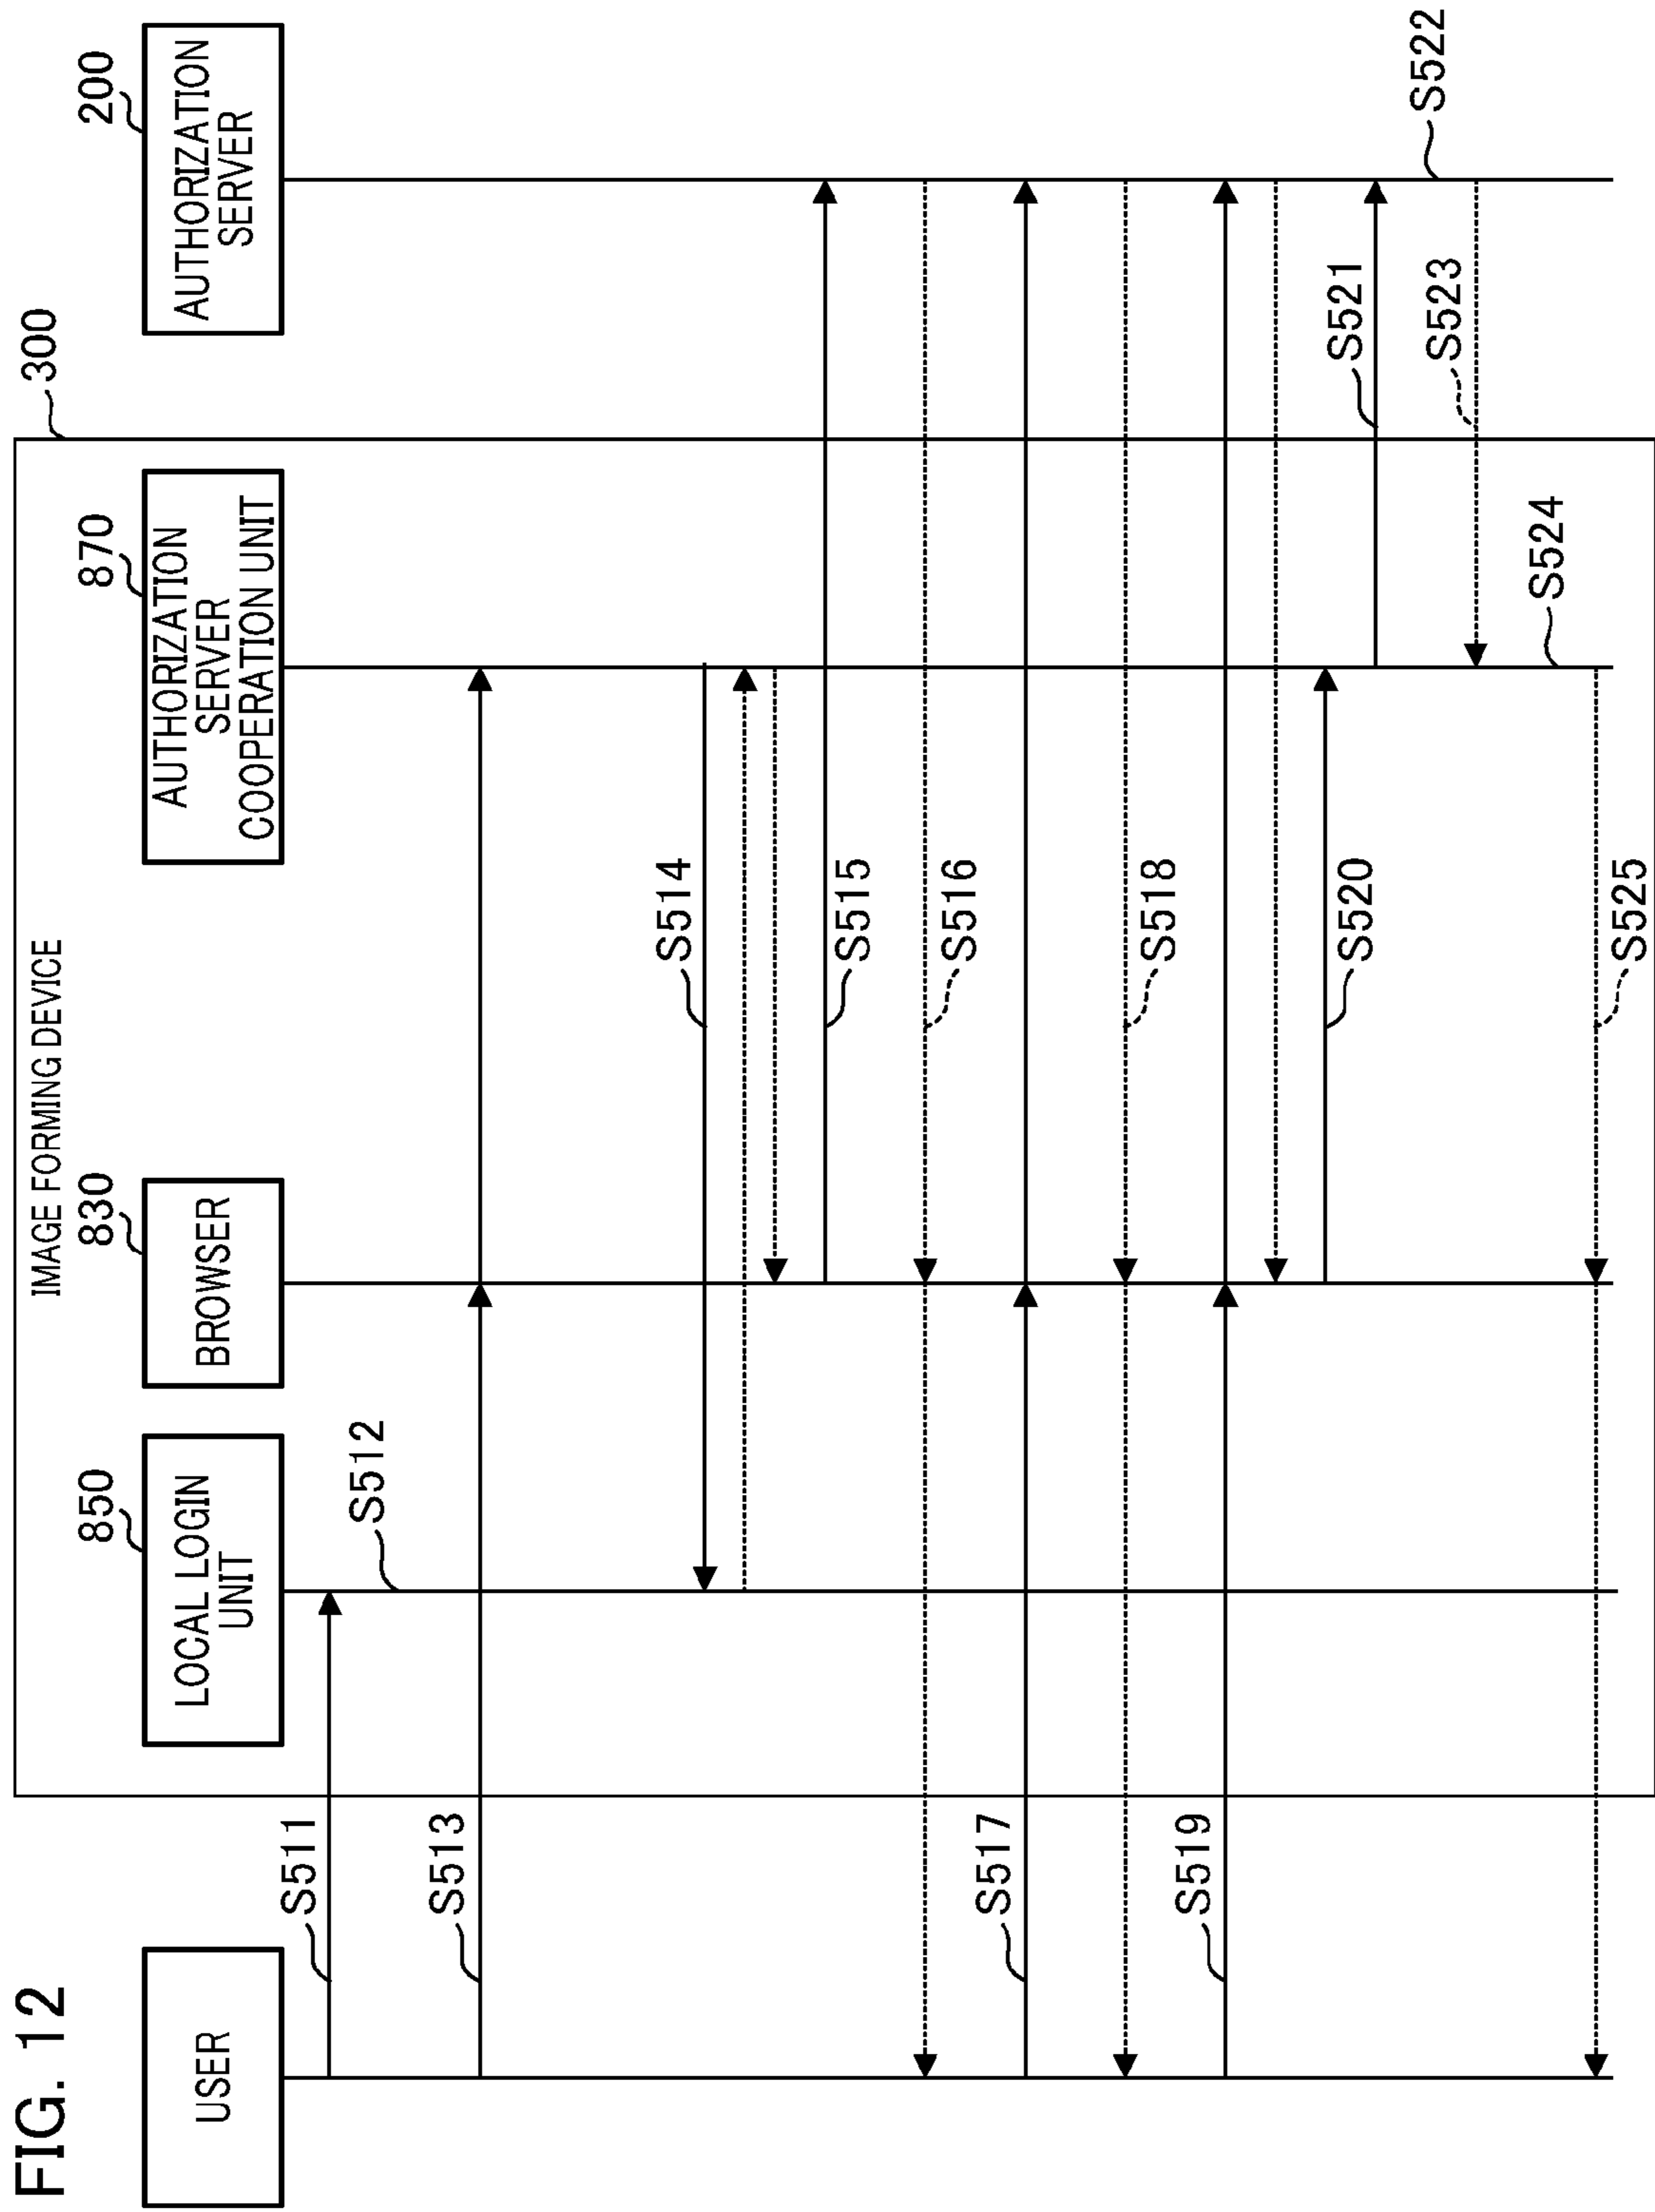 FIG. 12
300
IMAGE FORMING DEVICE
850
830
870
200
USER
LOCAL LOGIN
UNIT
BROWSER
AUTHORIZATION
SERVER
COOPERATION UNIT
AUTHORIZATION
SERVER
S511
S512
S513
S514
S515
S516
S517
S518
S519
S520
S521
S522
S523
S524
S525